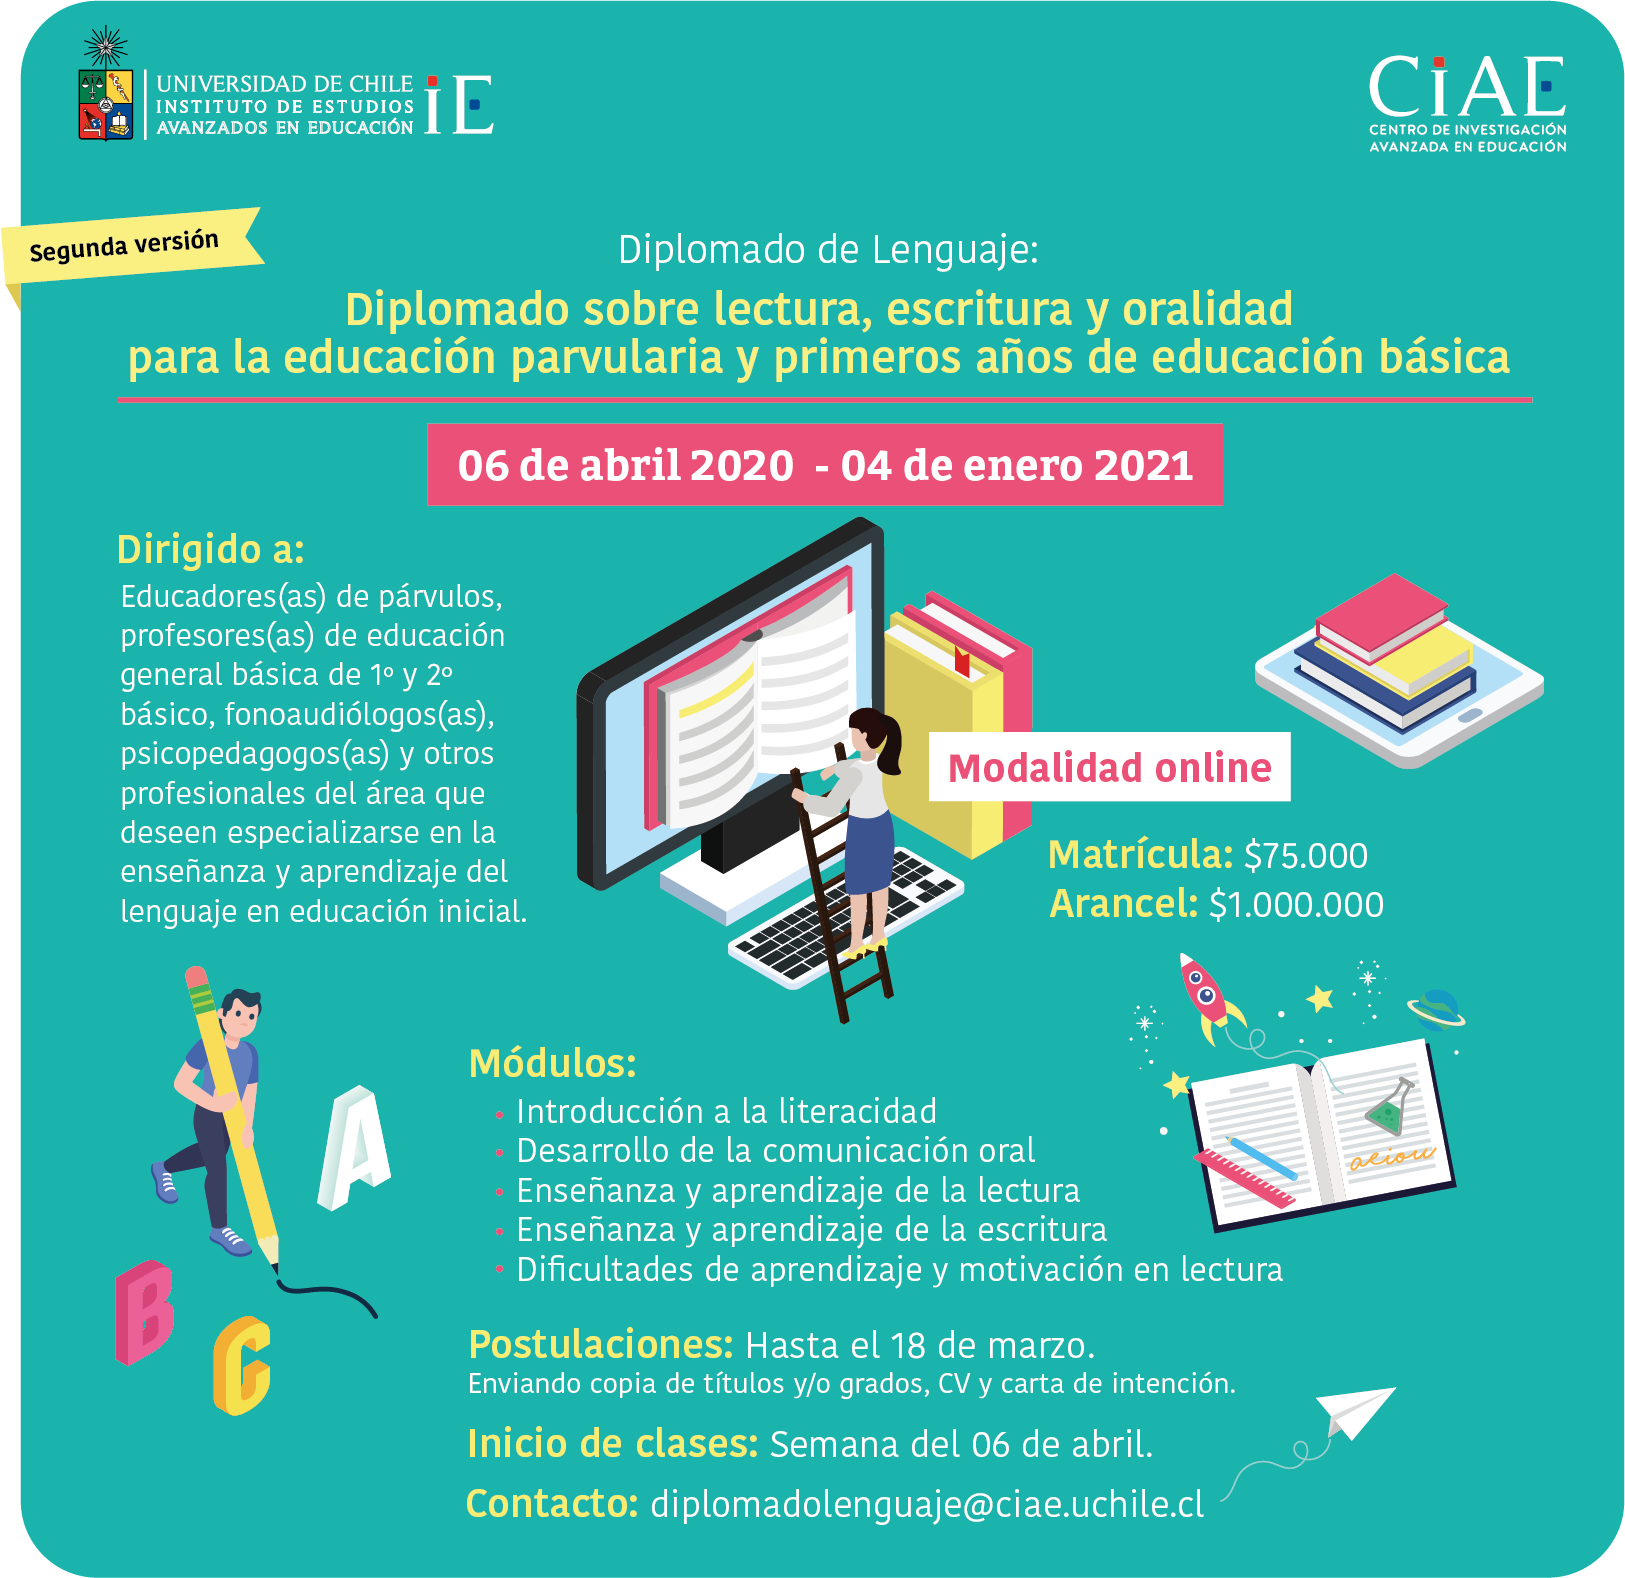 UNIVERSIDAD DE CHILE
INSTITUTO DE ESTUDIOS
AVANZADOS EN EDUCACIÓN
iE
CiAE
CENTRO DE INVESTIGACIÓN
AVANZADA EN EDUCACIÓN
Segunda versión
Diplomado de Lenguaje:
Diplomado sobre lectura, escritura y oralidad
para la educación parvularia y primeros años de educación básica
06 de abril 2020 - 04 de enero 2021
Dirigido a:
Educadores(as) de párvulos,
profesores(as) de educación
general básica de 1º y 2º
básico, fonoaudiólogos(as),
psicopedagogos(as) y otros
profesionales del área que
deseen especializarse en la
enseñanza y aprendizaje del
lenguaje en educación inicial.
Modalidad online
Matrícula: $75.000
Arancel: $1.000.000
A
B
C
aeiou
Módulos:
• Introducción a la literacidad
• Desarrollo de la comunicación oral
• Enseñanza y aprendizaje de la lectura
• Enseñanza y aprendizaje de la escritura
• Dificultades de aprendizaje y motivación en lectura
Postulaciones: Hasta el 18 de marzo.
Enviando copia de títulos y/o grados, CV y carta de intención.
Inicio de clases: Semana del 06 de abril.
Contacto: diplomadolenguaje@ciae.uchile.cl